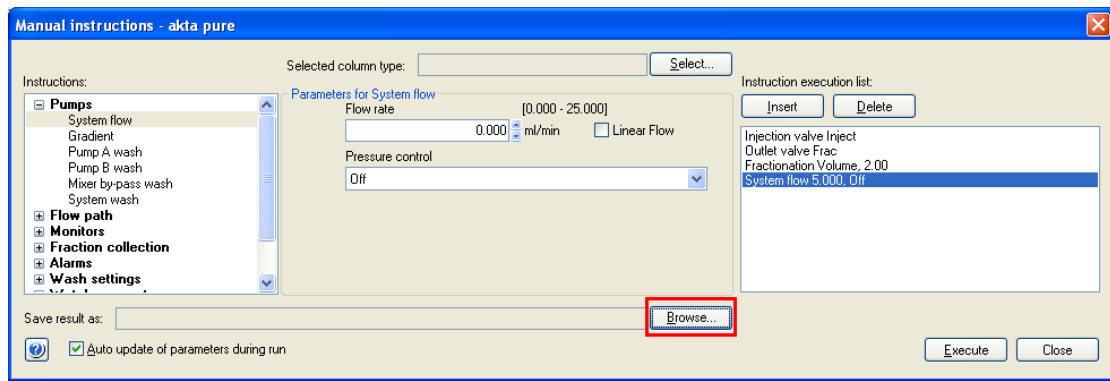 Manual instructions - akta pure
Selected column type:
Select...
Instructions:
Pumps
System flow
Gradient
Pump A wash
Pump B wash
Mixer by-pass wash
System wash
Flow path
Monitors
Fraction collection
Alarms
Wash settings
Parameters for System flow
Flow rate [0.000 - 25.000]
0.000 ml/min Linear Flow
Pressure control
Off
Instruction execution list:
Insert Delete
Injection valve Inject
Outlet valve Frac
Fractionation Volume, 2.00
System flow 5.000, Off
Save result as:
Browse...
Auto update of parameters during run
Execute Close